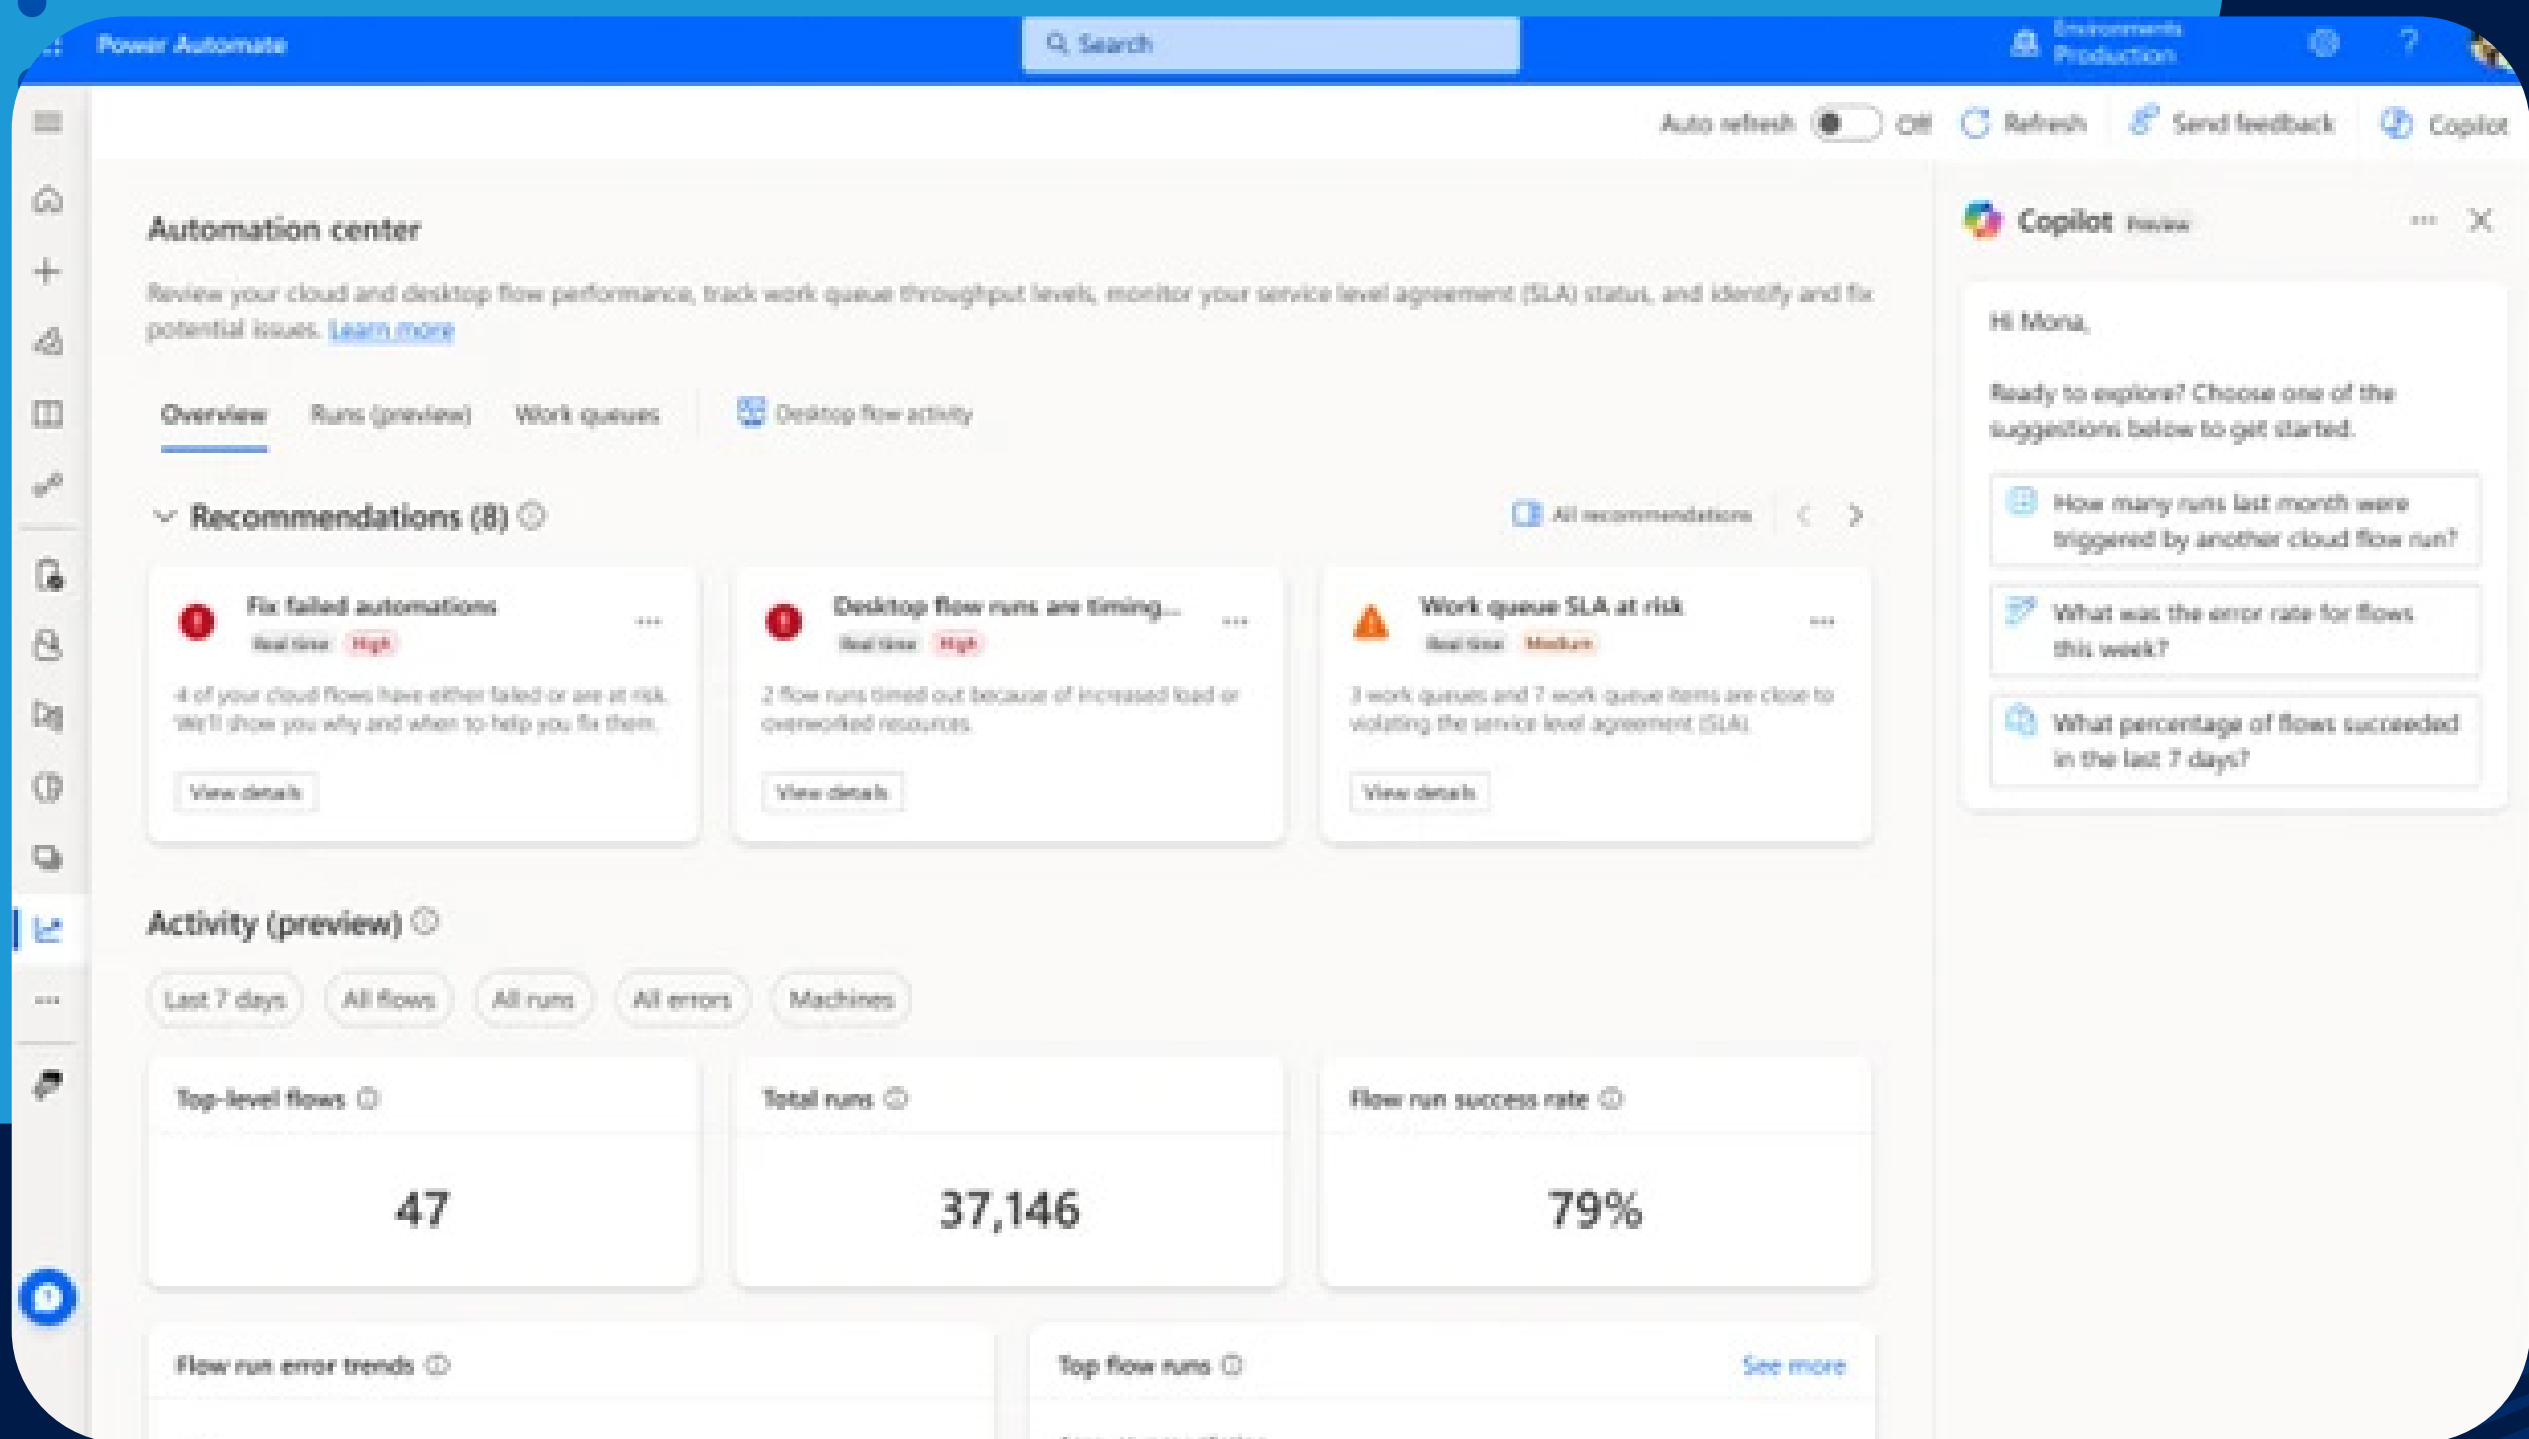 Power Automate
Search
Environments
Production
Auto refresh
Off
Refresh
Send feedback
Copilot
Automation center
Review your cloud and desktop flow performance, track work queue throughput levels, monitor your service level agreement (SLA) status, and identify and fix
potential issues. Learn more
Overview
Runs (preview)
Work queues
Desktop flow activity
Recommendations (8)
All recommendations
Fix failed automations
Real time High
4 of your cloud flows have either failed or are at risk.
We'll show you why and when to help you fix them.
View details
Desktop flow runs are timing...
Real time High
2 flow runs timed out because of increased load or
overworked resources.
View details
Work queue SLA at risk
Real time Medium
3 work queues and 7 work queue items are close to
violating the service level agreement (SLA).
View details
Activity (preview)
Last 7 days
All flows
All runs
All errors
Machines
Top-level flows
47
Total runs
37,146
Flow run success rate
79%
Flow run error trends
Top flow runs
See more
Copilot Preview
Hi Mona,
Ready to explore? Choose one of the
suggestions below to get started.
How many runs last month were
triggered by another cloud flow run?
What was the error rate for flows
this week?
What percentage of flows succeeded
in the last 7 days?